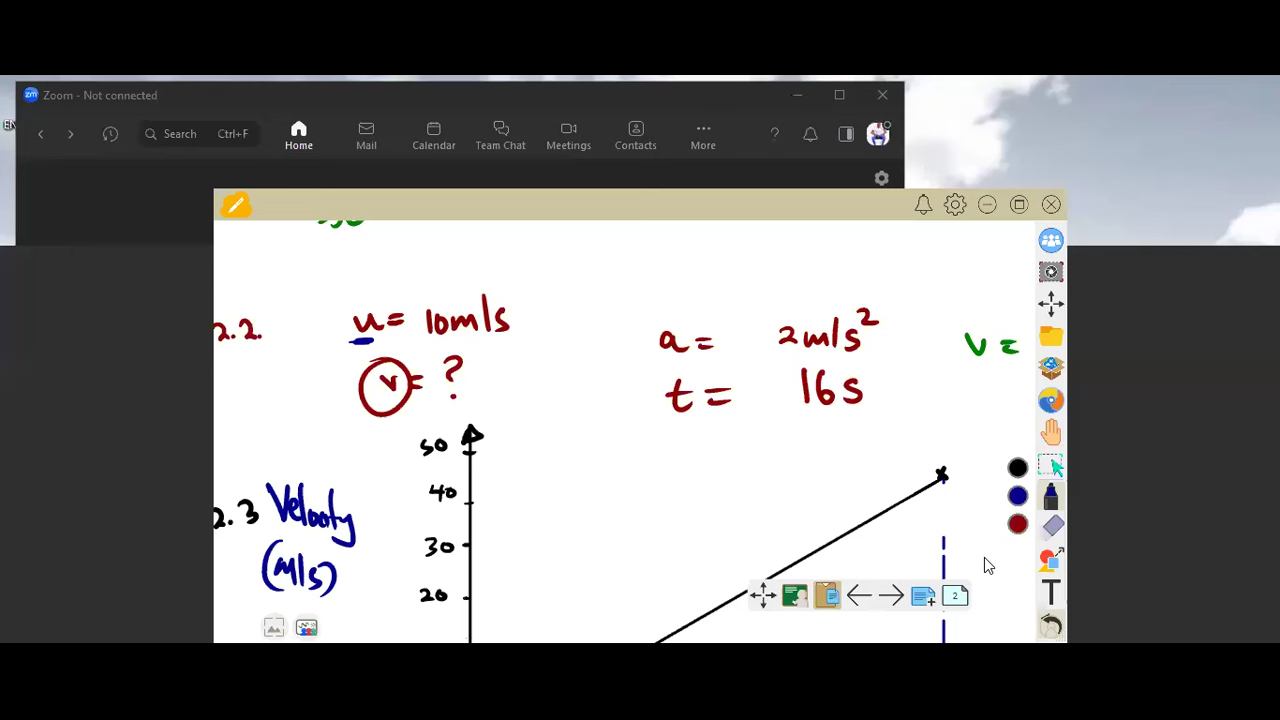 Zoom - Not connected
Search Ctrl+F
Home Mail Calendar Team Chat Meetings Contacts More
2.2. u= 10m/s a= 2m/s² v=
v= ? t= 16s
50
40
2.3 Velocity
30
(m/s)
20
2
T